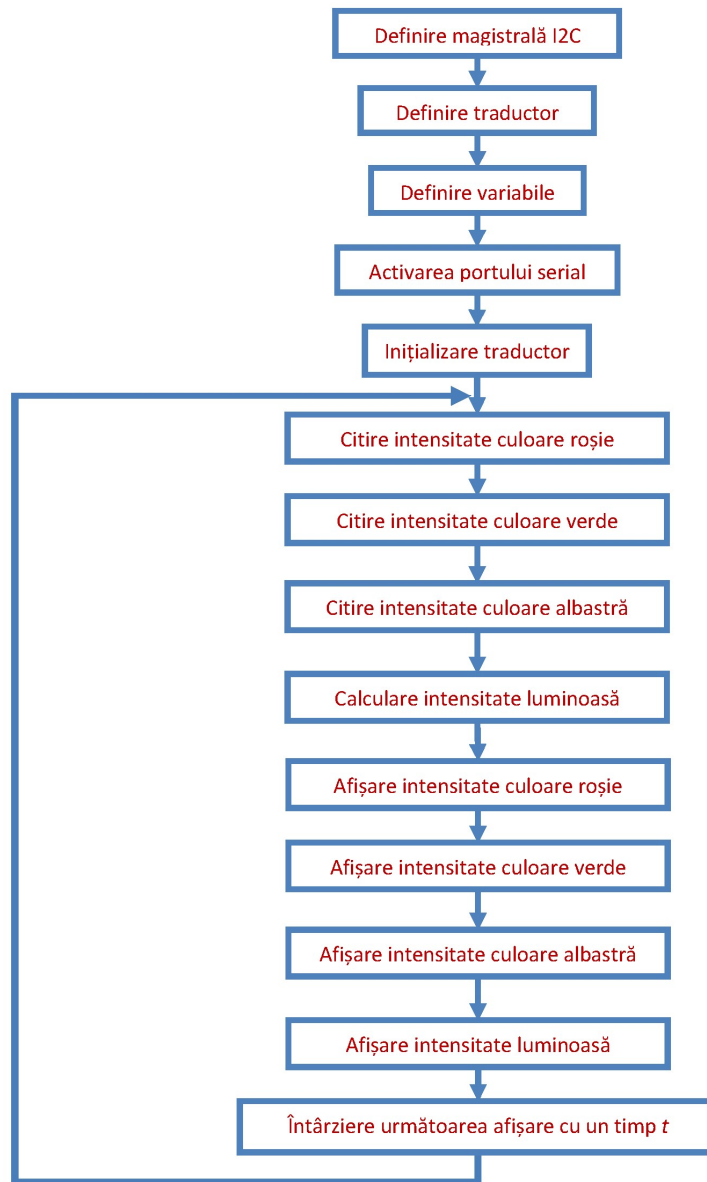 Definire magistrală I2C
Definire traductor
Definire variabile
Activarea portului serial
Inițializare traductor
Citire intensitate culoare roșie
Citire intensitate culoare verde
Citire intensitate culoare albastră
Calculare intensitate luminoasă
Afișare intensitate culoare roșie
Afișare intensitate culoare verde
Afișare intensitate culoare albastră
Afișare intensitate luminoasă
Întârziere următoarea afișare cu un timp t